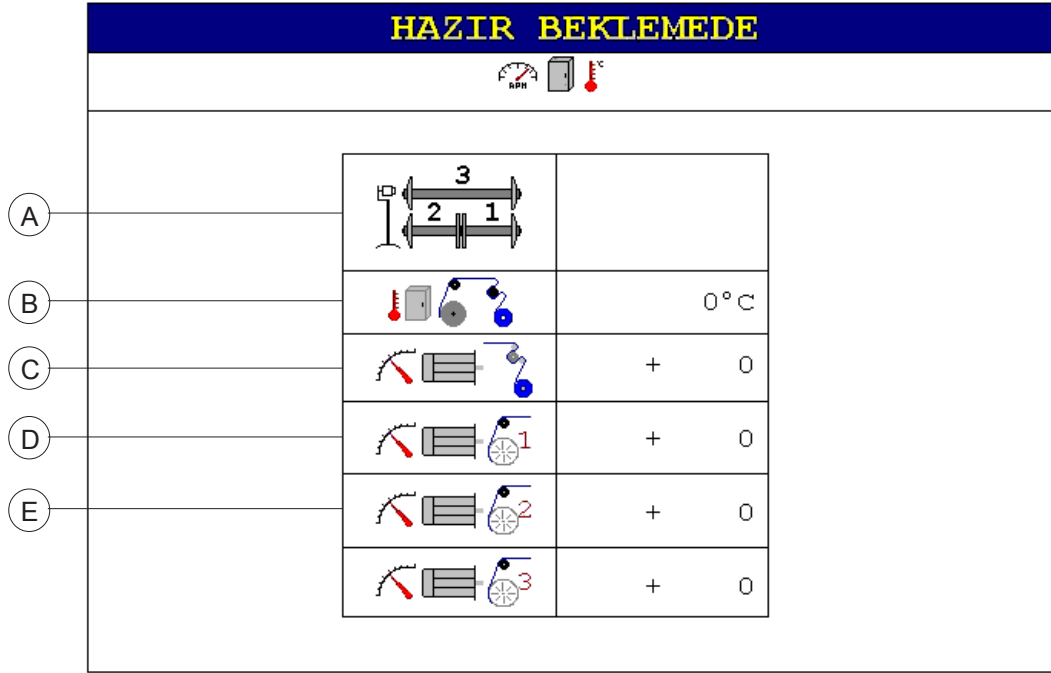 HAZIR BEKLEMEDE
RPM °C
3
2 1
A
B 0°C
C + 0
D 1 + 0
E 2 + 0
3 + 0